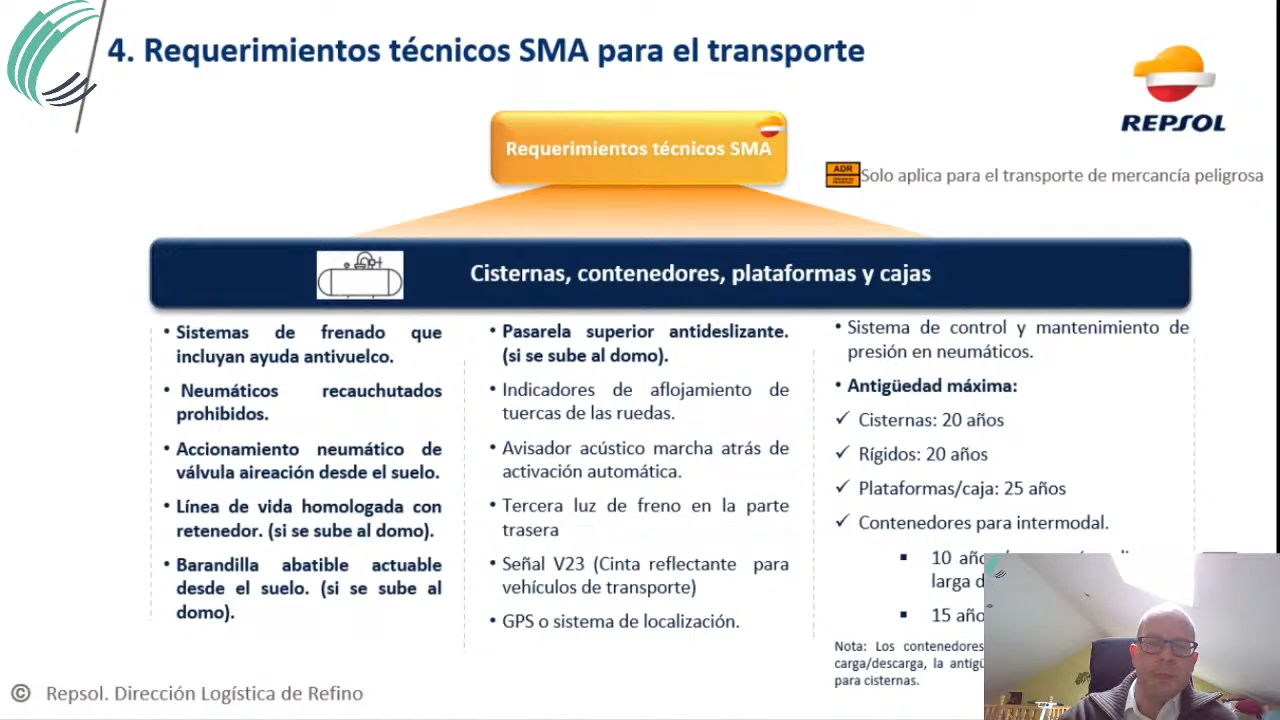 4. Requerimientos técnicos SMA para el transporte
REPSOL
Requerimientos técnicos SMA
ADR
Solo aplica para el transporte de mercancía peligrosa
Cisternas, contenedores, plataformas y cajas
• Sistemas de frenado que
incluyan ayuda antivuelco.
• Neumáticos recauchutados
prohibidos.
• Accionamiento neumático de
válvula aireación desde el suelo.
• Línea de vida homologada con
retenedor. (si se sube al domo).
• Barandilla abatible actuable
desde el suelo. (si se sube al
domo).
• Pasarela superior antideslizante.
(si se sube al domo).
• Indicadores de aflojamiento de
tuercas de las ruedas.
• Avisador acústico marcha atrás de
activación automática.
• Tercera luz de freno en la parte
trasera
• Señal V23 (Cinta reflectante para
vehículos de transporte)
• GPS o sistema de localización.
• Sistema de control y mantenimiento de
presión en neumáticos.
• Antigüedad máxima:
✓ Cisternas: 20 años
✓ Rígidos: 20 años
✓ Plataformas/caja: 25 años
✓ Contenedores para intermodal.
▪ 10
larga
▪ 15
Nota: Los contenedores
carga/descarga, la
para cisternas.
© Repsol. Dirección Logística de Refino